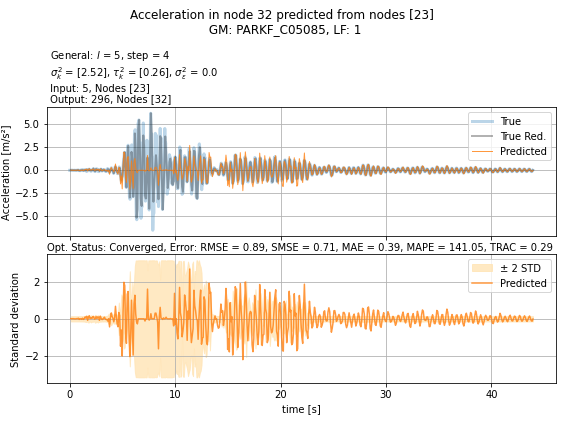 Acceleration in node 32 predicted from nodes [23]
GM: PARKF_C05085, LF: 1
General: l = 5, step = 4
σ²ₖ = [2.52], τ²ₖ = [0.26], σ²ε = 0.0
Input: 5, Nodes [23]
Output: 296, Nodes [32]
Acceleration [m/s²]
5.0
2.5
0.0
−2.5
−5.0
True
True Red.
Predicted
Opt. Status: Converged, Error: RMSE = 0.89, SMSE = 0.71, MAE = 0.39, MAPE = 141.05, TRAC = 0.29
Standard deviation
2
0
−2
± 2 STD
Predicted
0 10 20 30 40
time [s]